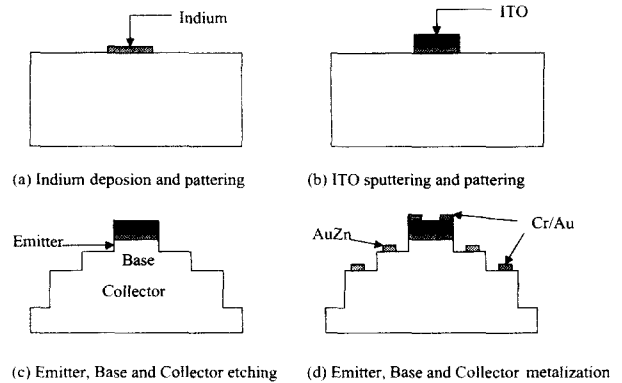 Indium
ITO
(a) Indium deposion and pattering
(b) ITO sputtering and pattering
Emitter
Base
Collector
AuZn
Cr/Au
(c) Emitter, Base and Collector etching
(d) Emitter, Base and Collector metalization